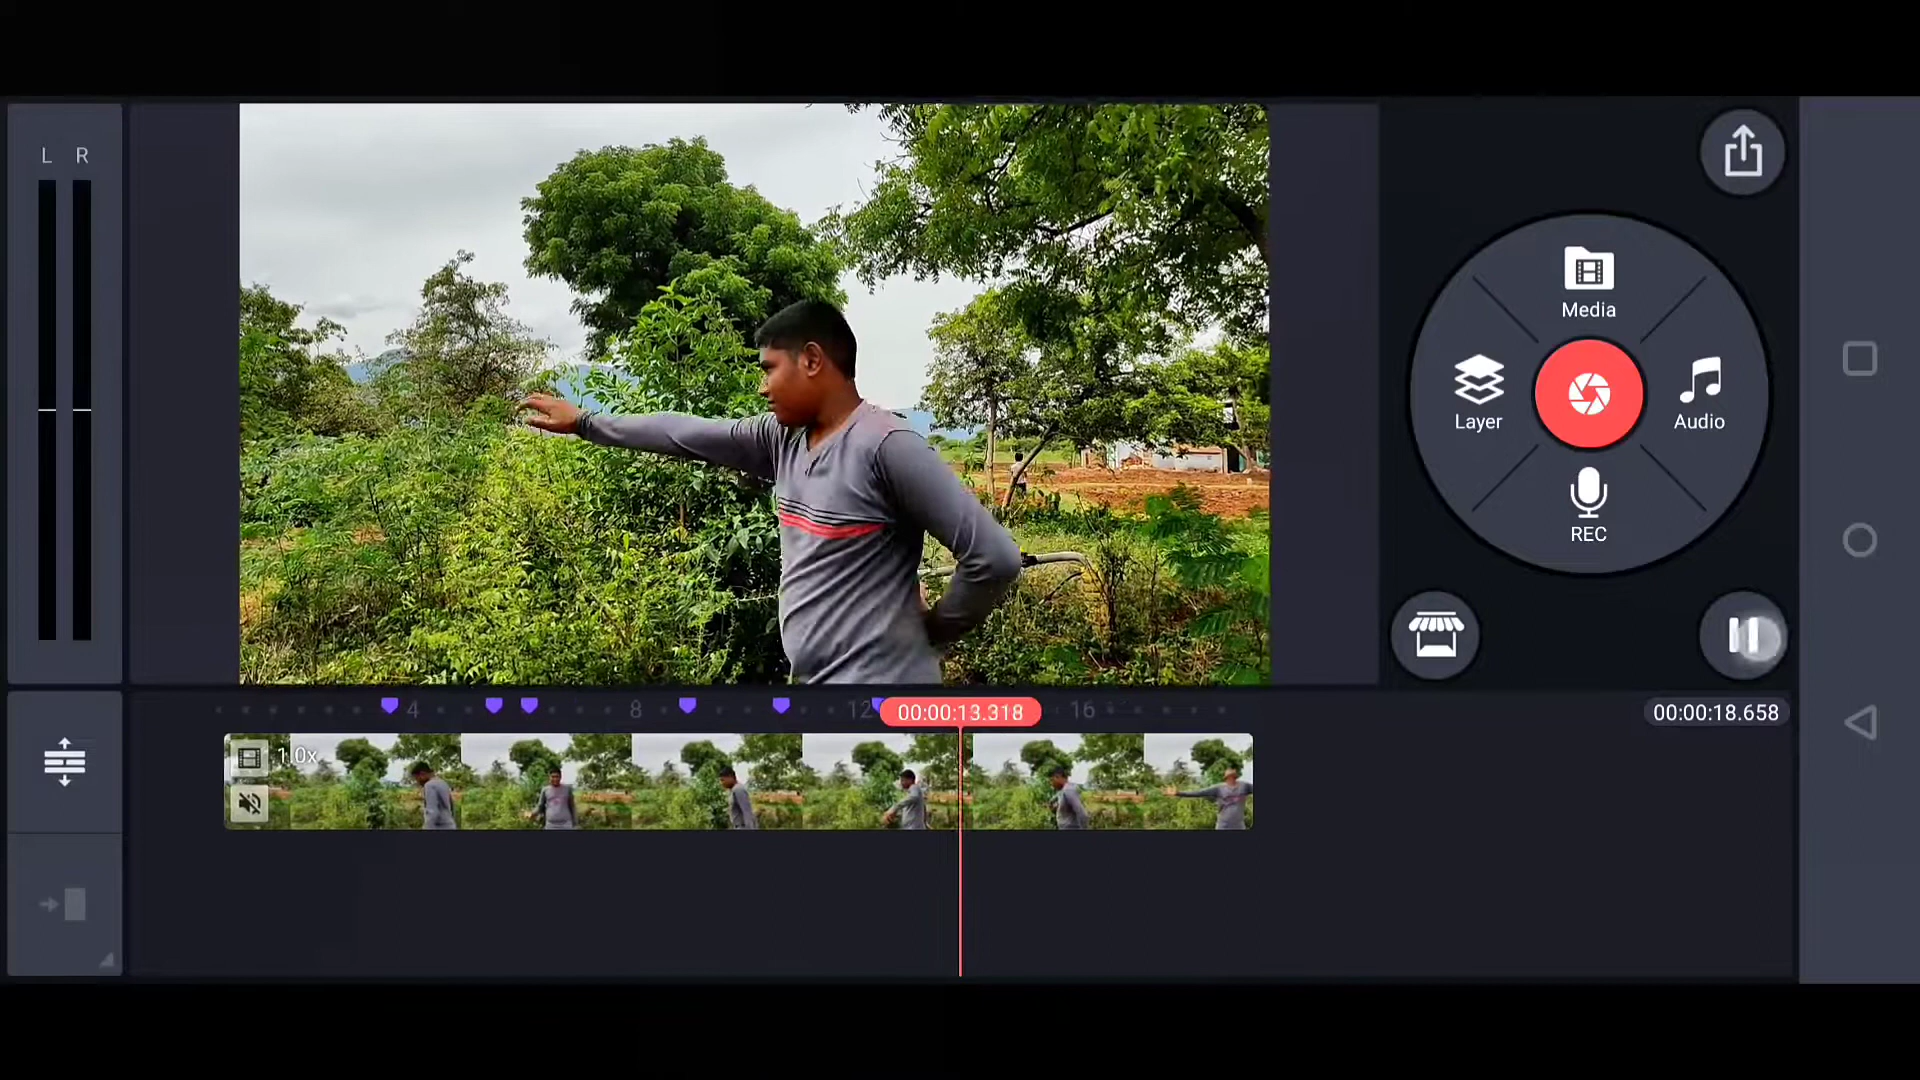 L R
Media
Layer
Audio
REC
4
8
12
00:00:13.318
16
00:00:18.658
1.0x